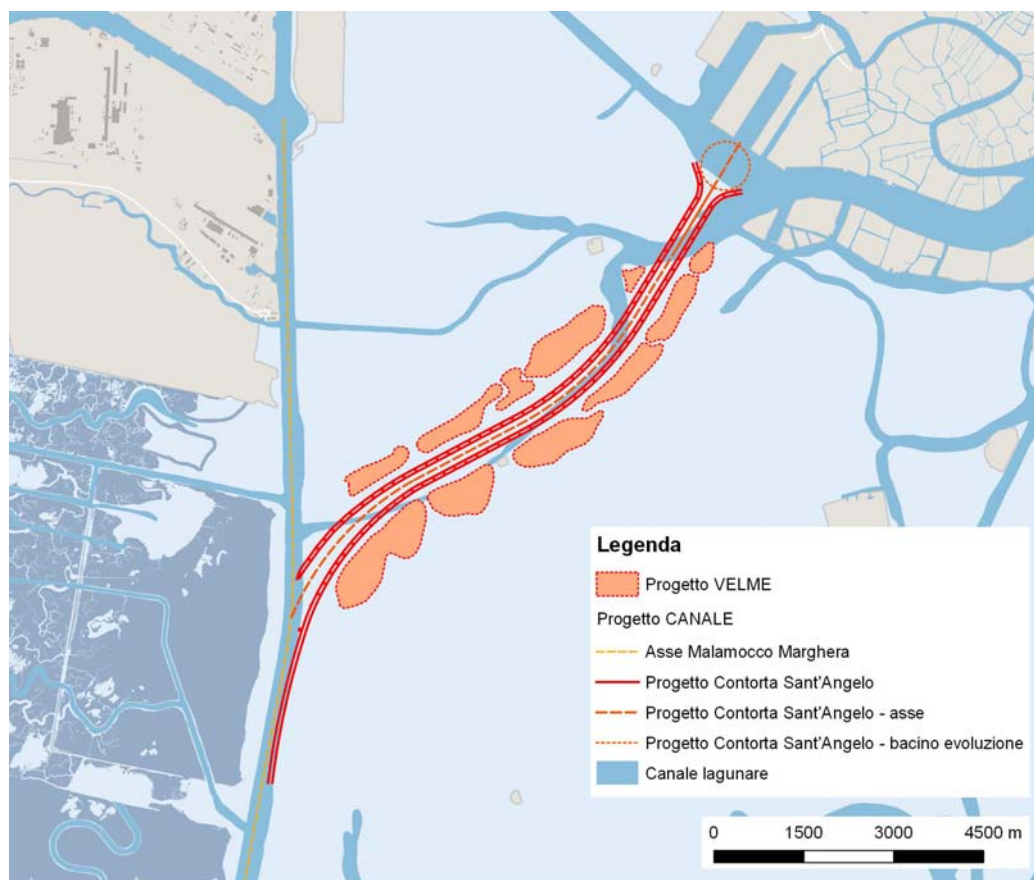 Legenda
Progetto VELME
Progetto CANALE
Asse Malamocco Marghera
Progetto Contorta Sant'Angelo
Progetto Contorta Sant'Angelo - asse
Progetto Contorta Sant'Angelo - bacino evoluzione
Canale lagunare
0 1500 3000 4500 m